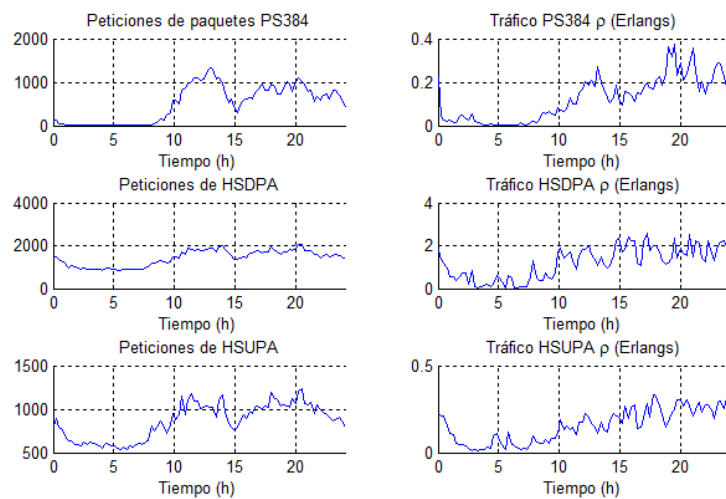 Peticiones de paquetes PS384
2000
1000
0
0 5 10 15 20
Tiempo (h)
Tráfico PS384 ρ (Erlangs)
0.4
0.2
0
0 5 10 15 20
Tiempo (h)
Peticiones de HSDPA
4000
2000
0
0 5 10 15 20
Tiempo (h)
Tráfico HSDPA ρ (Erlangs)
4
2
0
0 5 10 15 20
Tiempo (h)
Peticiones de HSUPA
1500
1000
500
0 5 10 15 20
Tiempo (h)
Tráfico HSUPA ρ (Erlangs)
0.5
0
0 5 10 15 20
Tiempo (h)